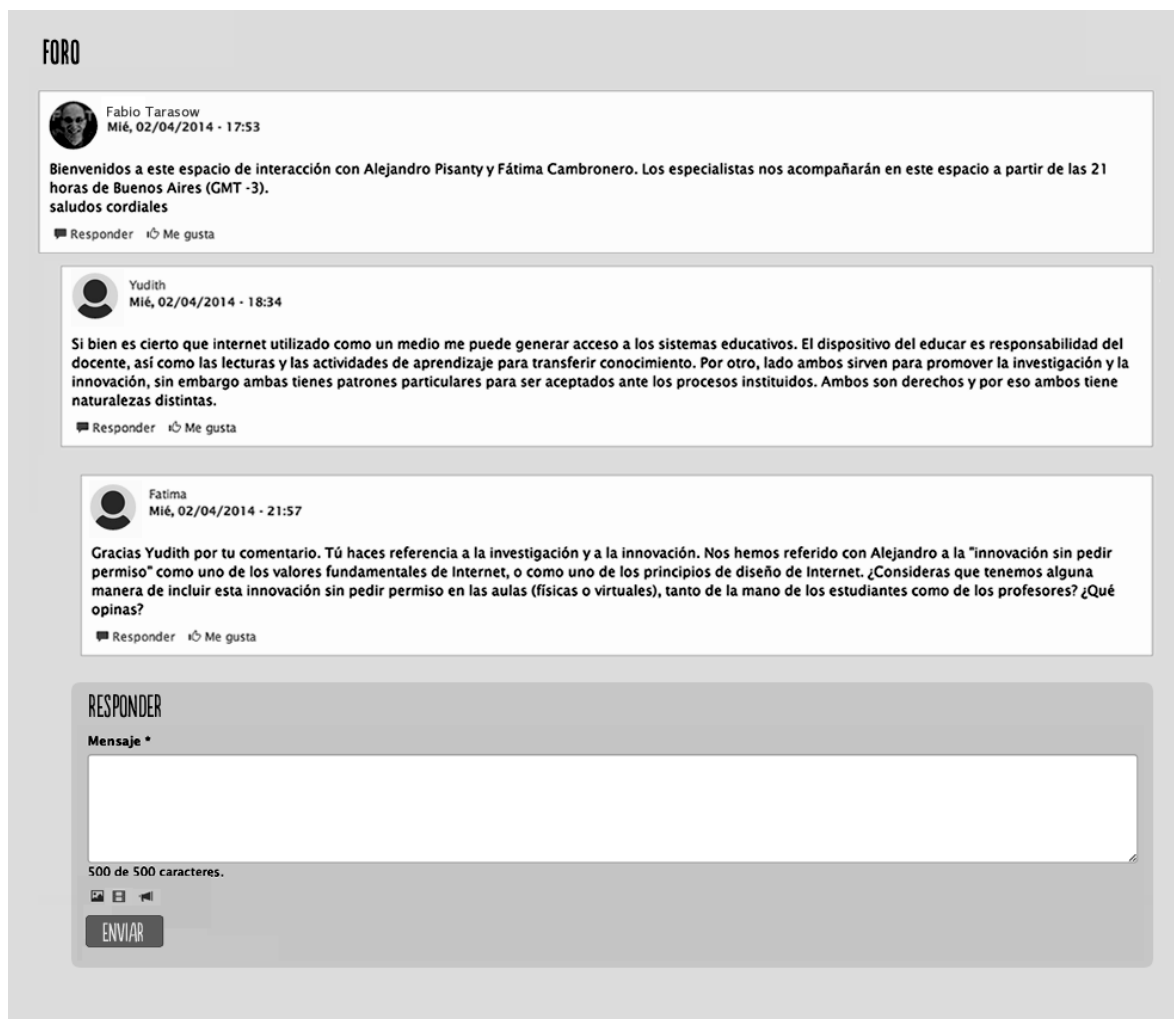 FORO
Fabio Tarasow
Mié, 02/04/2014 - 17:53
Bienvenidos a este espacio de interacción con Alejandro Pisanty y Fátima Cambronero. Los especialistas nos acompañarán en este espacio a partir de las 21
horas de Buenos Aires (GMT -3).
saludos cordiales
Responder Me gusta
Yudith
Mié, 02/04/2014 - 18:34
Si bien es cierto que internet utilizado como un medio me puede generar acceso a los sistemas educativos. El dispositivo del educar es responsabilidad del
docente, así como las lecturas y las actividades de aprendizaje para transferir conocimiento. Por otro, lado ambos sirven para promover la investigación y la
innovación, sin embargo ambas tienes patrones particulares para ser aceptados ante los procesos instituidos. Ambos son derechos y por eso ambos tiene
naturalezas distintas.
Responder Me gusta
Fatima
Mié, 02/04/2014 - 21:57
Gracias Yudith por tu comentario. Tú haces referencia a la investigación y a la innovación. Nos hemos referido con Alejandro a la "innovación sin pedir
permiso" como uno de los valores fundamentales de Internet, o como uno de los principios de diseño de Internet. ¿Consideras que tenemos alguna
manera de incluir esta innovación sin pedir permiso en las aulas (físicas o virtuales), tanto de la mano de los estudiantes como de los profesores? ¿Qué
opinas?
Responder Me gusta
RESPONDER
Mensaje *
500 de 500 caracteres.
ENVIAR